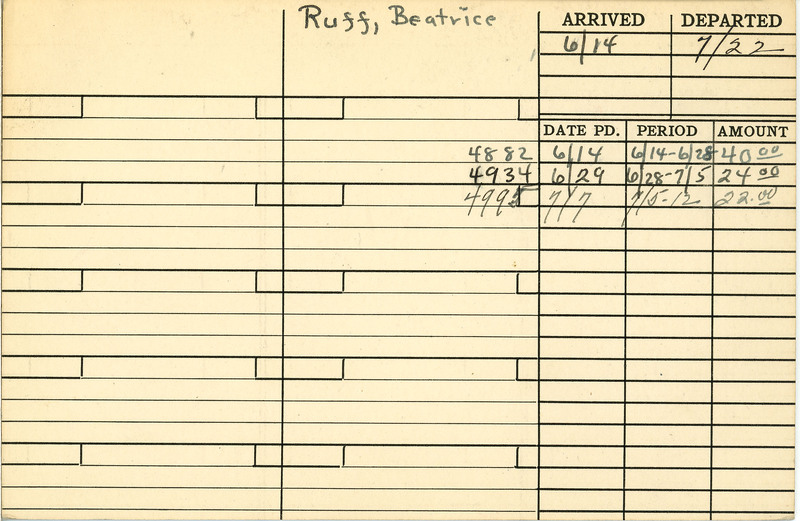 Ruff, Beatrice
ARRIVED DEPARTED
6/14 7/22
DATE PD. PERIOD AMOUNT
4882 6/14 6/14-6/28 40 00
4934 6/29 6/28-7/5 24 00
7/7 7/5-12 22.00